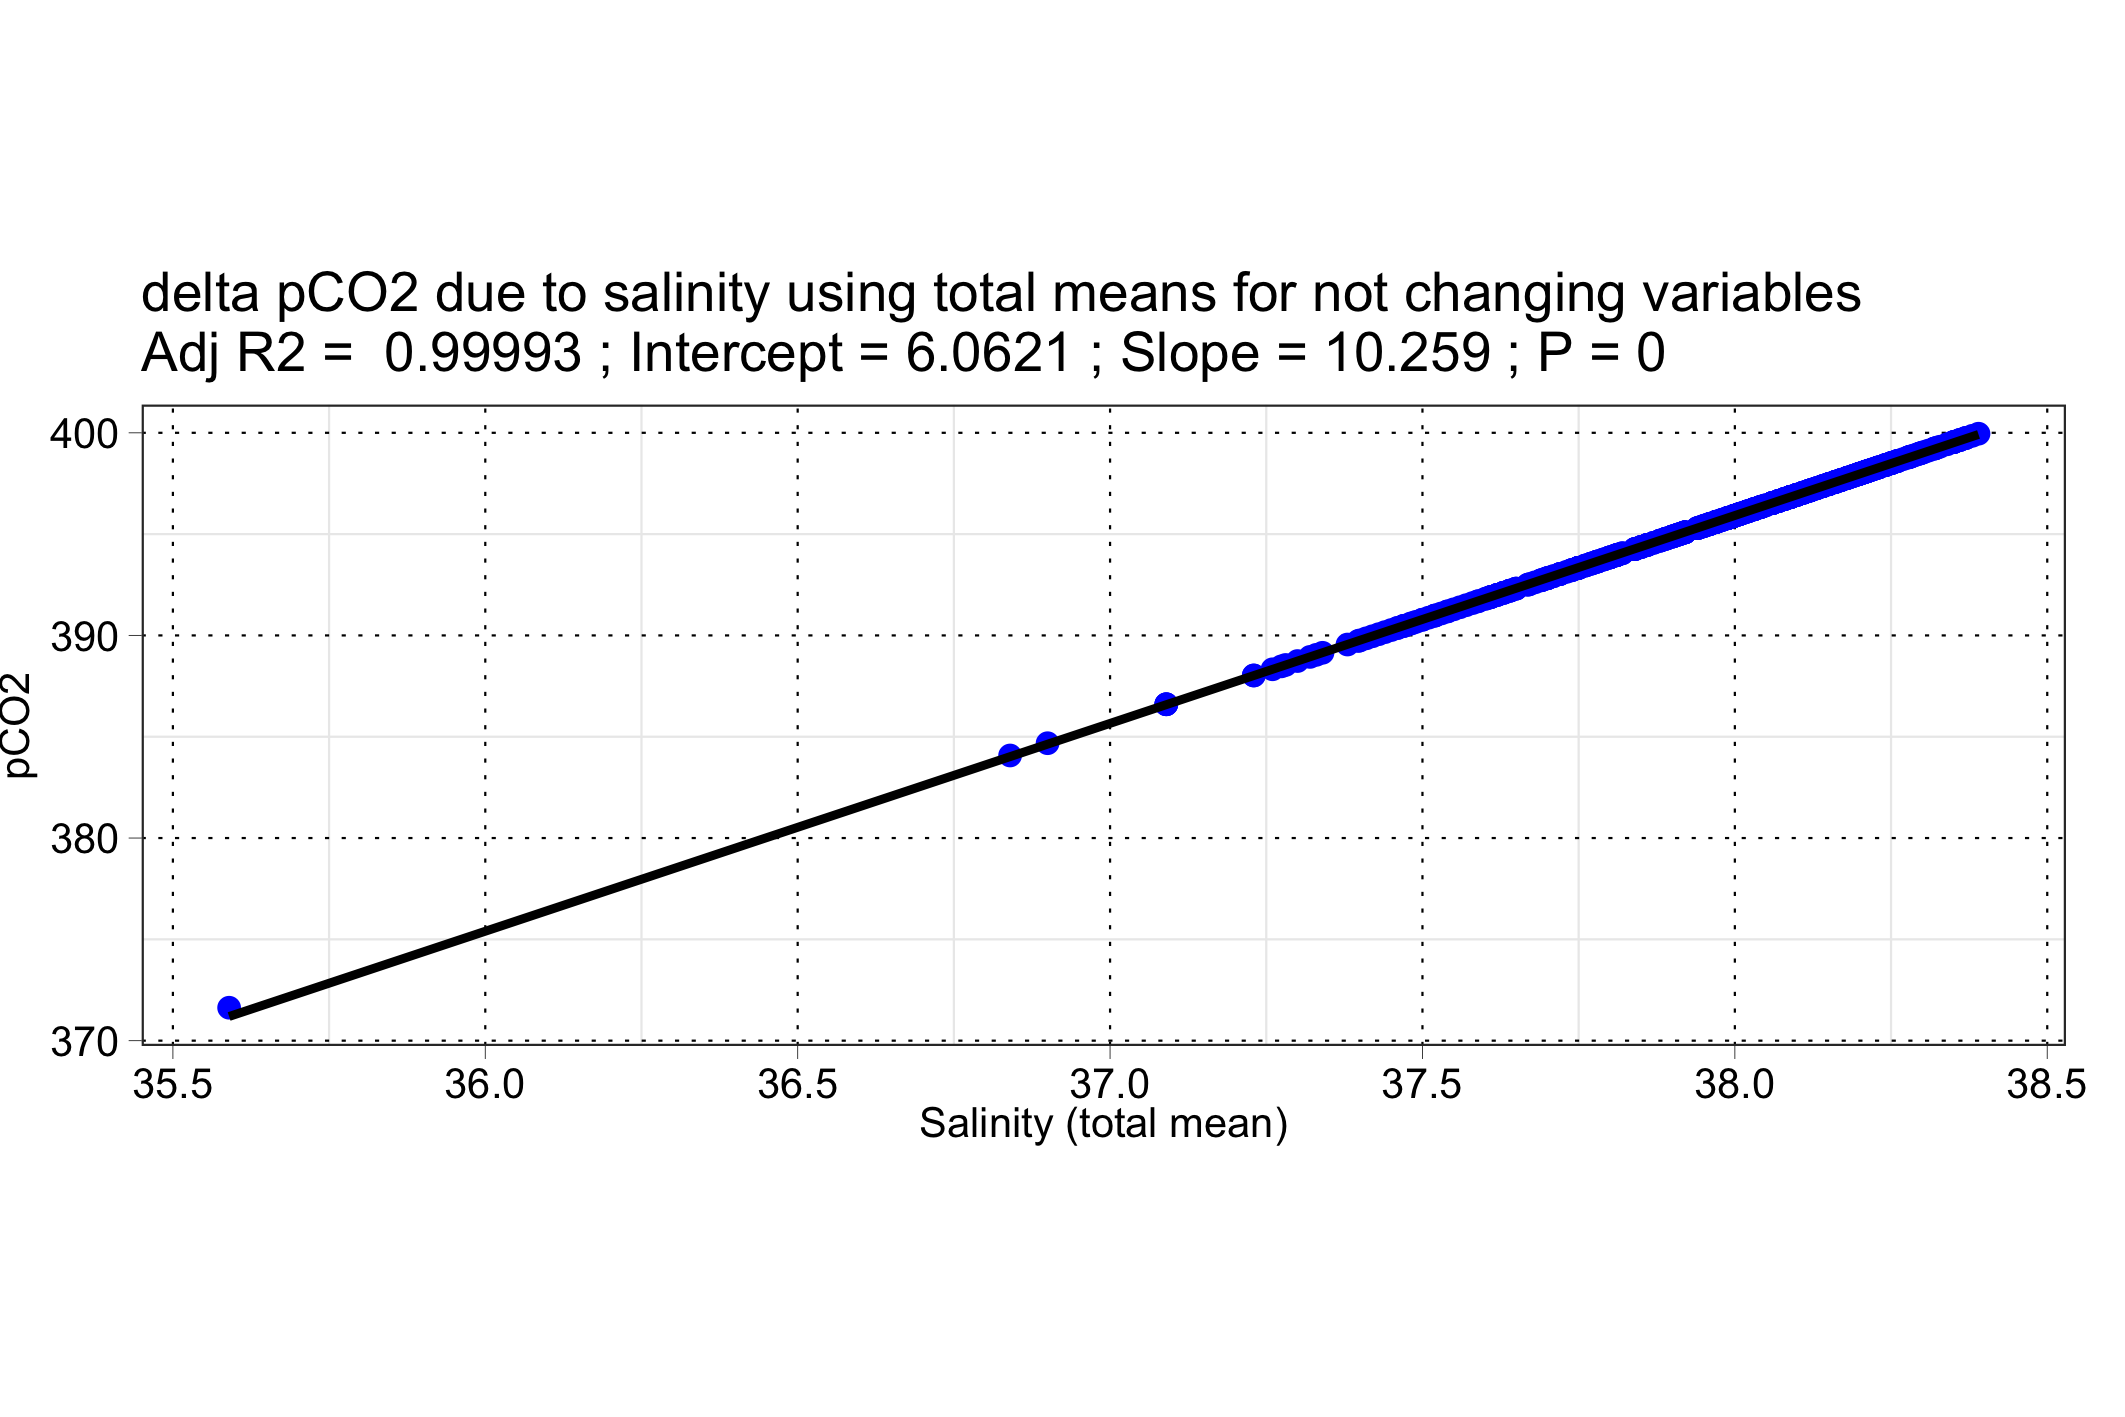 delta pCO2 due to salinity using total means for not changing variables
Adj R2 =  0.99993 ; Intercept = 6.0621 ; Slope = 10.259 ; P = 0
400
390
380
370
pCO2
35.5 36.0 36.5 37.0 37.5 38.0 38.5
Salinity (total mean)